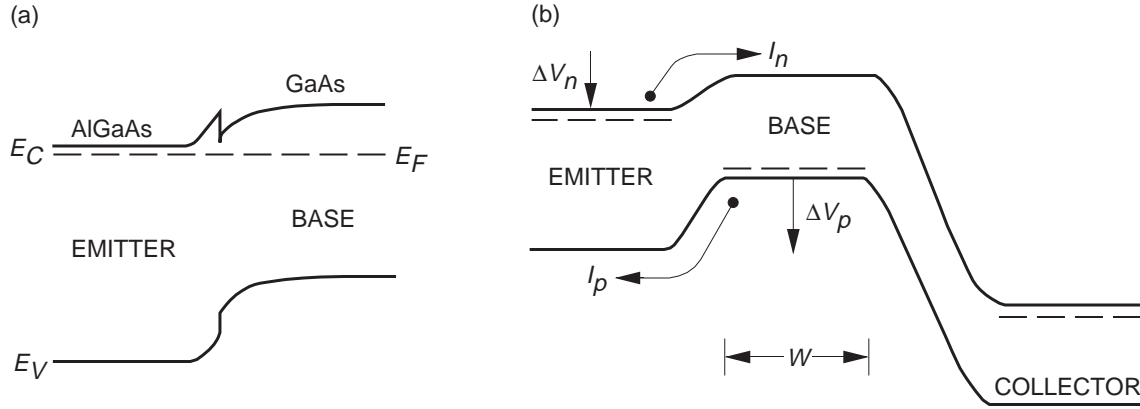 (a)
GaAs
AlGaAs
E_C
E_F
BASE
EMITTER
E_V
(b)
I_n
ΔV_n
BASE
EMITTER
ΔV_p
I_p
W
COLLECTOR